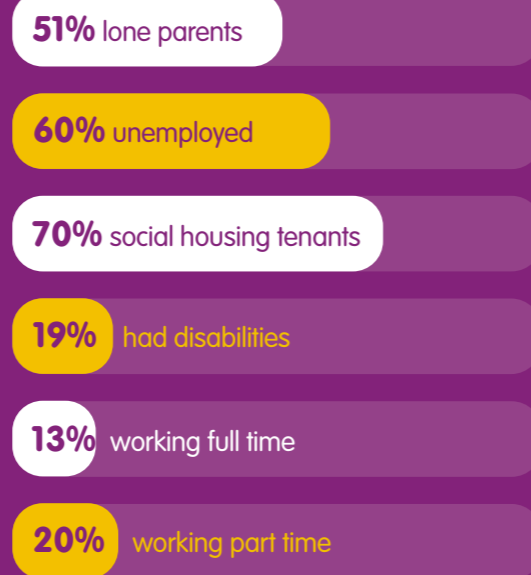 51% lone parents
60% unemployed
70% social housing tenants
19% had disabilities
13% working full time
20% working part time